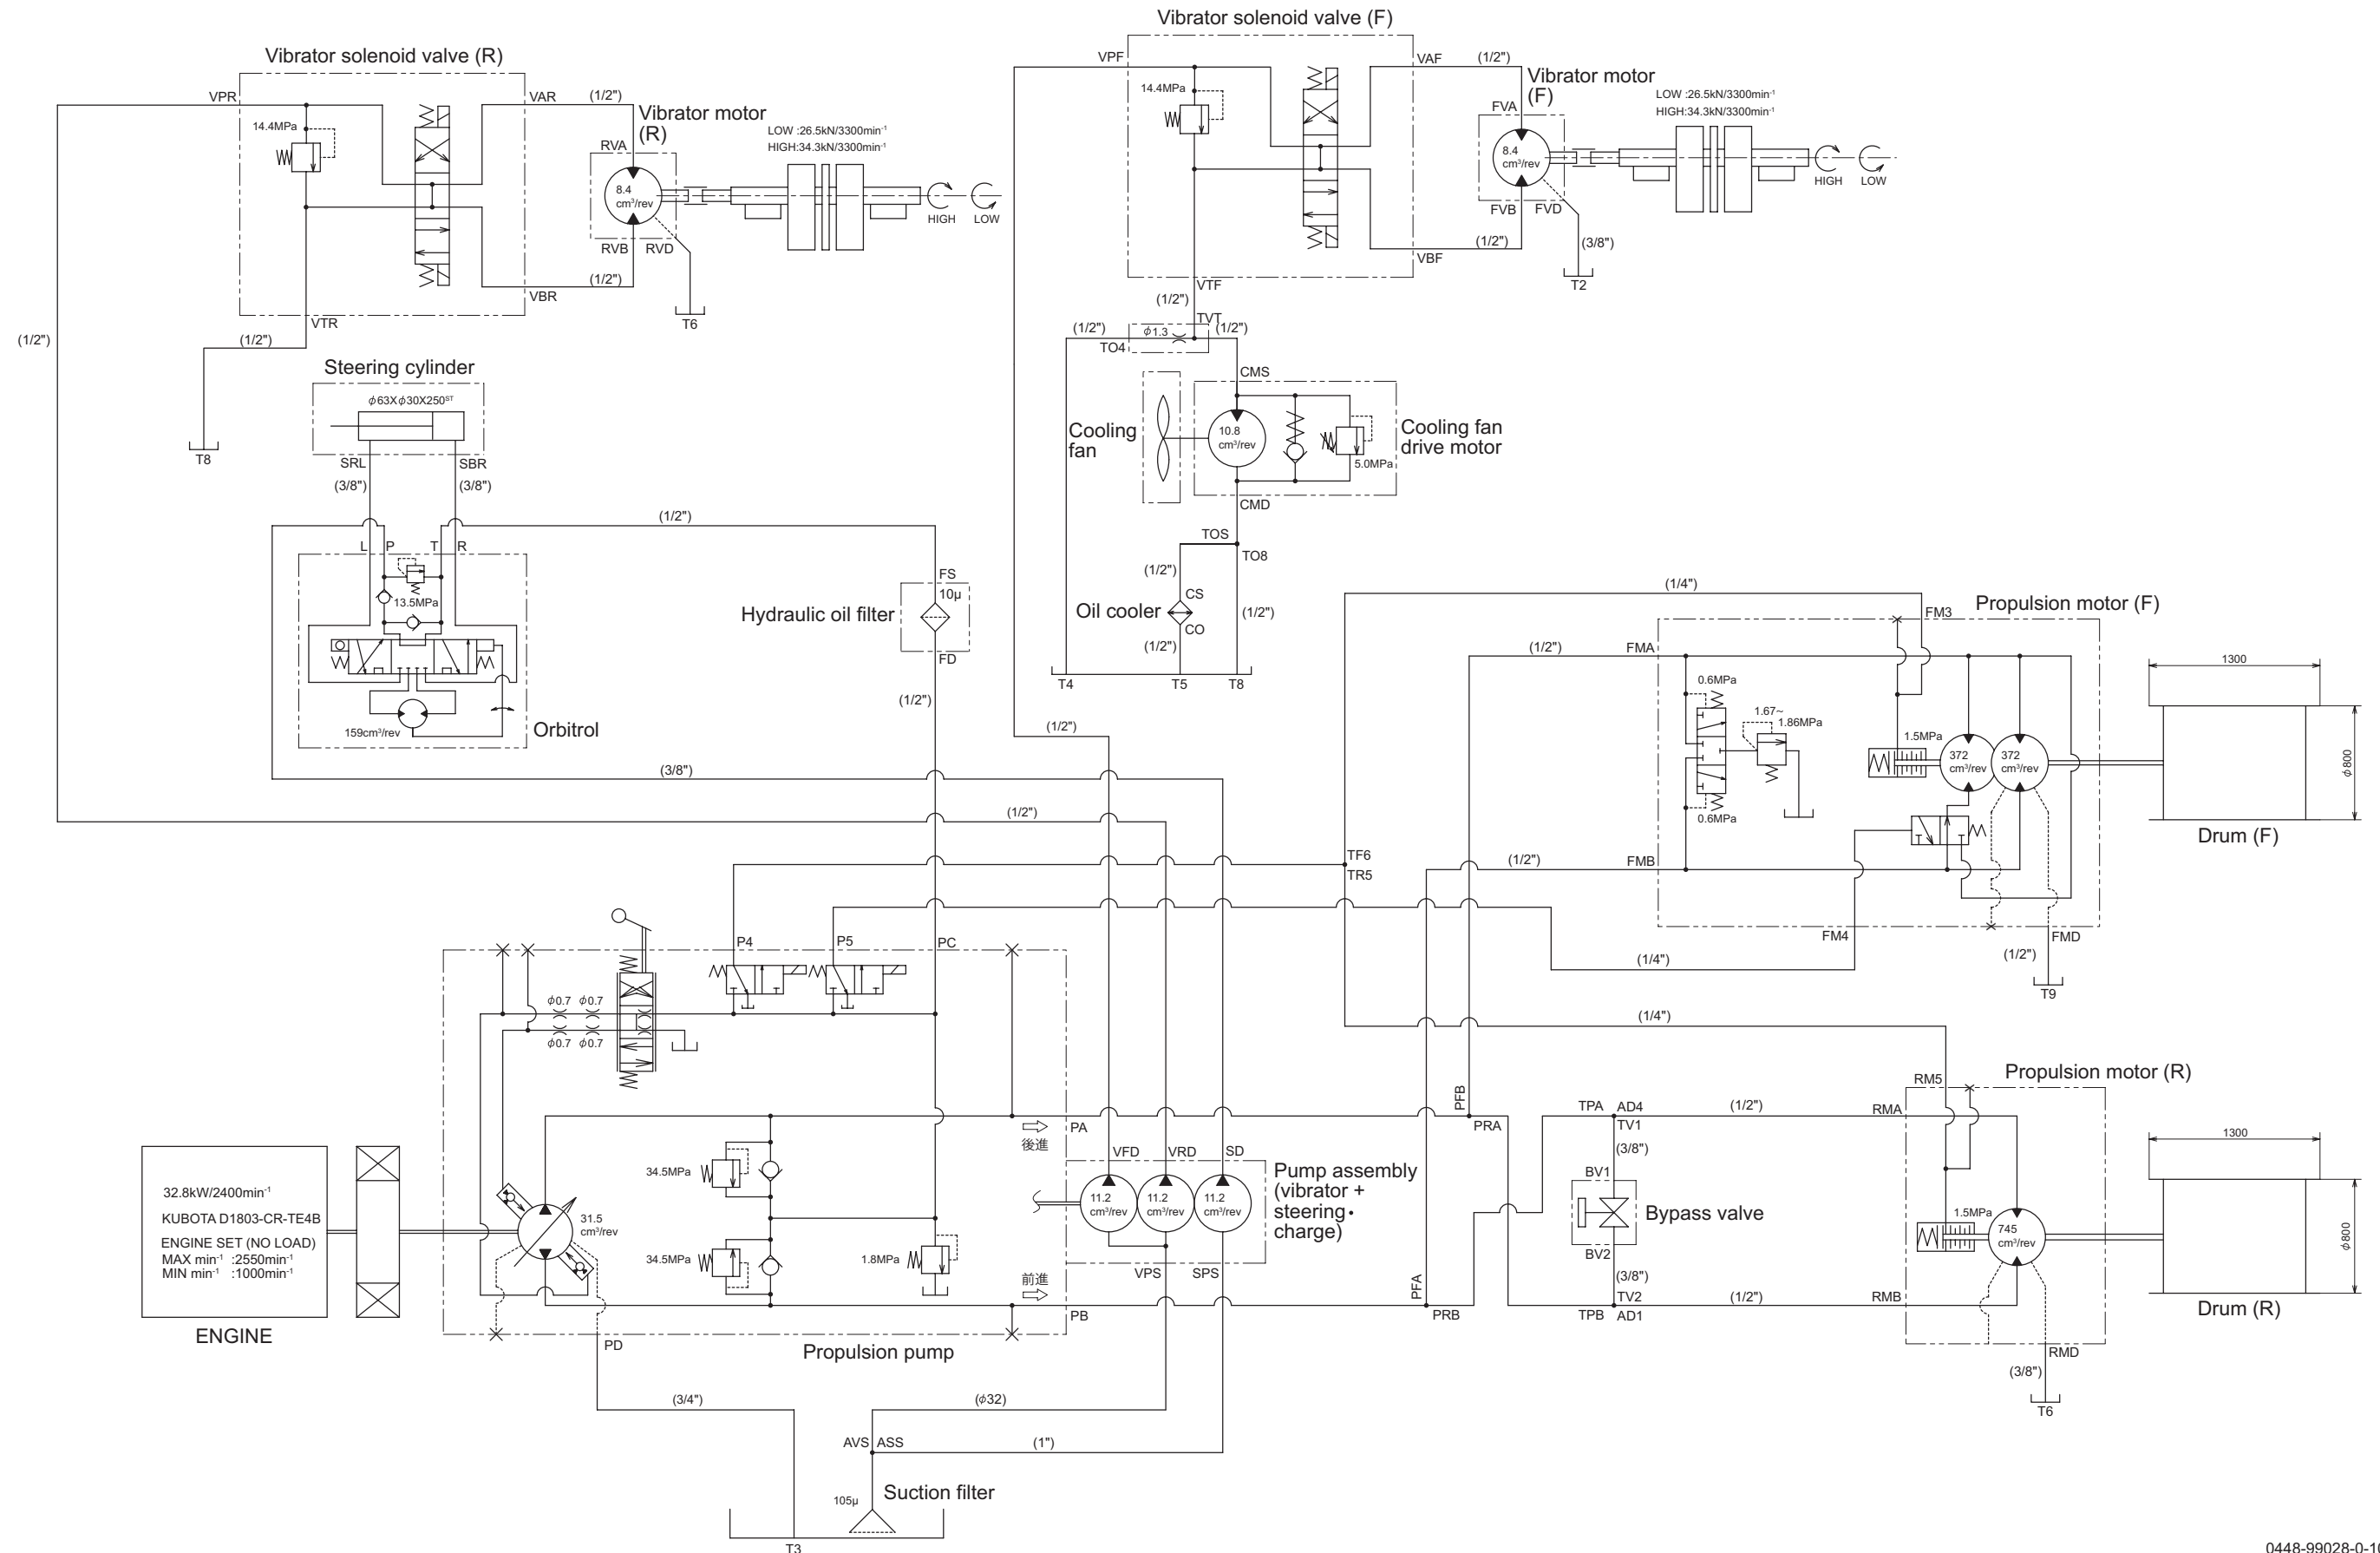 Vibrator solenoid valve (R)
VPR
14.4MPa
VAR
(1/2")
VBR
(1/2")
VTR
(1/2")
(1/2")
T8
Vibrator motor
(R)
RVA
8.4
cm³/rev
RVB
RVD
T6
LOW :26.5kN/3300min⁻¹
HIGH:34.3kN/3300min⁻¹
HIGH
LOW
Vibrator solenoid valve (F)
VPF
14.4MPa
VAF
(1/2")
VBF
(1/2")
VTF
(1/2")
Vibrator motor
(F)
FVA
8.4
cm³/rev
FVB
FVD
(3/8")
T2
LOW :26.5kN/3300min⁻¹
HIGH:34.3kN/3300min⁻¹
HIGH
LOW
TVT
(1/2")
ϕ1.3
(1/2")
TO4
CMS
Cooling
fan
10.8
cm³/rev
5.0MPa
Cooling fan
drive motor
CMD
TOS
TO8
(1/2")
CS
Oil cooler
CO
(1/2")
(1/2")
T4
T5
T8
Steering cylinder
ϕ63Xϕ30X250ST
SRL
SBR
(3/8")
(3/8")
(1/2")
L
P
T
R
13.5MPa
159cm³/rev
Orbitrol
FS
10μ
Hydraulic oil filter
FD
(1/2")
(1/2")
(3/8")
(1/2")
(1/4")
Propulsion motor (F)
FM3
(1/2")
FMA
0.6MPa
1.67~
1.86MPa
0.6MPa
1.5MPa
372
cm³/rev
372
cm³/rev
(1/2")
FMB
FM4
FMD
(1/2")
T9
(1/4")
1300
ϕ800
Drum (F)
TF6
TR5
P4
P5
PC
ϕ0.7
ϕ0.7
ϕ0.7
ϕ0.7
(1/4")
32.8kW/2400min⁻¹
KUBOTA D1803-CR-TE4B
ENGINE SET (NO LOAD)
MAX min⁻¹ :2550min⁻¹
MIN min⁻¹ :1000min⁻¹
ENGINE
31.5
cm³/rev
34.5MPa
34.5MPa
1.8MPa
PA
後進
前進
PB
PD
Propulsion pump
VFD
VRD
SD
11.2
cm³/rev
11.2
cm³/rev
11.2
cm³/rev
VPS
SPS
Pump assembly
(vibrator +
steering・
charge)
PFB
PRA
PFA
PRB
TPA
AD4
TV1
(3/8")
BV1
Bypass valve
BV2
(3/8")
TV2
TPB
AD1
(1/2")
RMA
(1/2")
RMB
RM5
Propulsion motor (R)
1.5MPa
745
cm³/rev
RMD
(3/8")
T6
1300
ϕ800
Drum (R)
(3/4")
(ϕ32)
AVS
ASS
(1")
105μ
Suction filter
T3